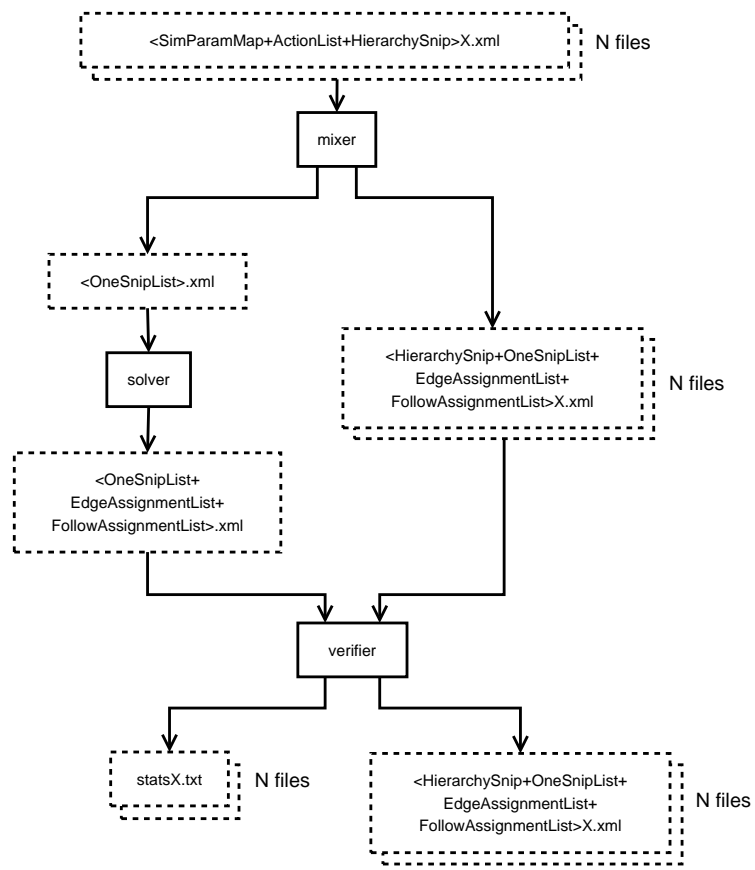 <SimParamMap+ActionList+HierarchySnip>X.xml
N files
mixer
<OneSnipList>.xml
<HierarchySnip+OneSnipList+
EdgeAssignmentList+
FollowAssignmentList>X.xml
N files
solver
<OneSnipList+
EdgeAssignmentList+
FollowAssignmentList>.xml
verifier
statsX.txt
N files
<HierarchySnip+OneSnipList+
EdgeAssignmentList+
FollowAssignmentList>X.xml
N files